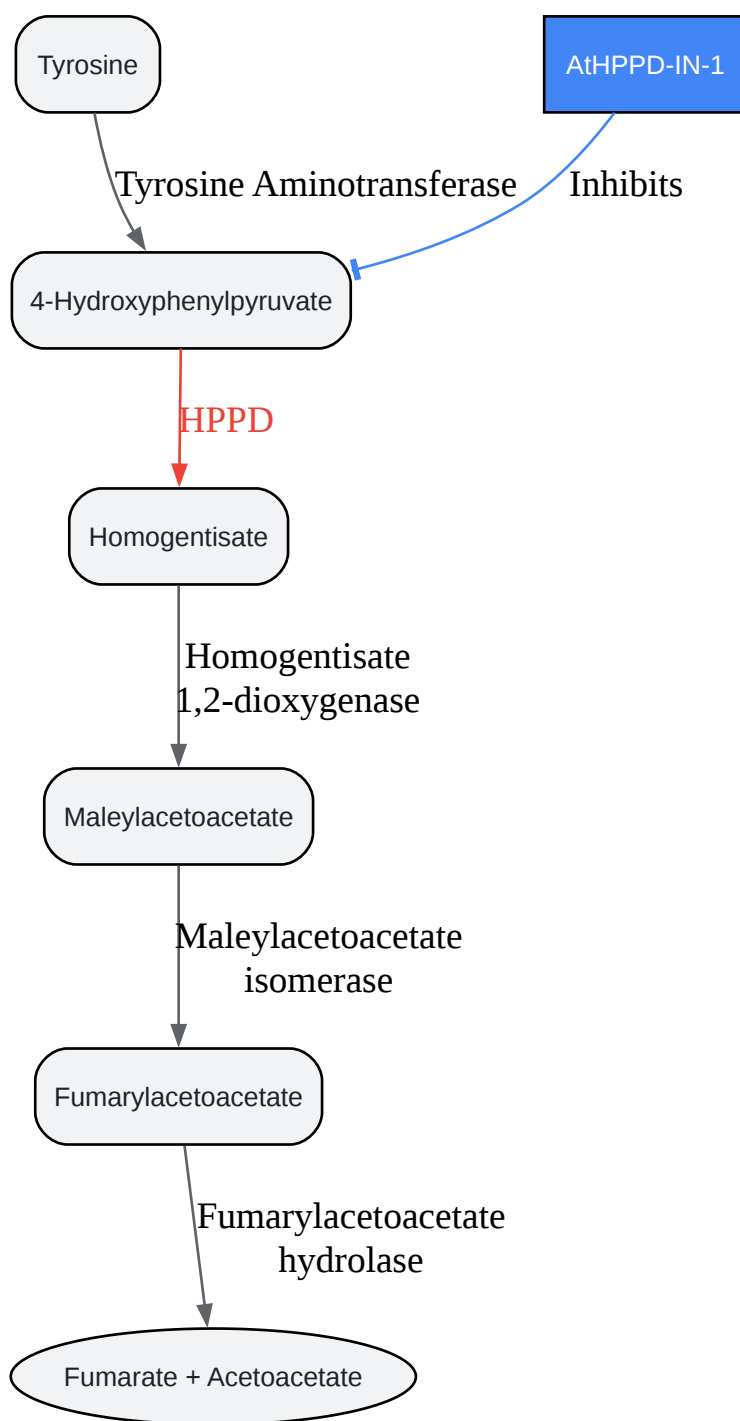 Tyrosine
AtHPPD-IN-1
Tyrosine Aminotransferase
Inhibits
4-Hydroxyphenylpyruvate
HPPD
Homogentisate
Homogentisate
1,2-dioxygenase
Maleylacetoacetate
Maleylacetoacetate
isomerase
Fumarylacetoacetate
Fumarylacetoacetate
hydrolase
Fumarate + Acetoacetate